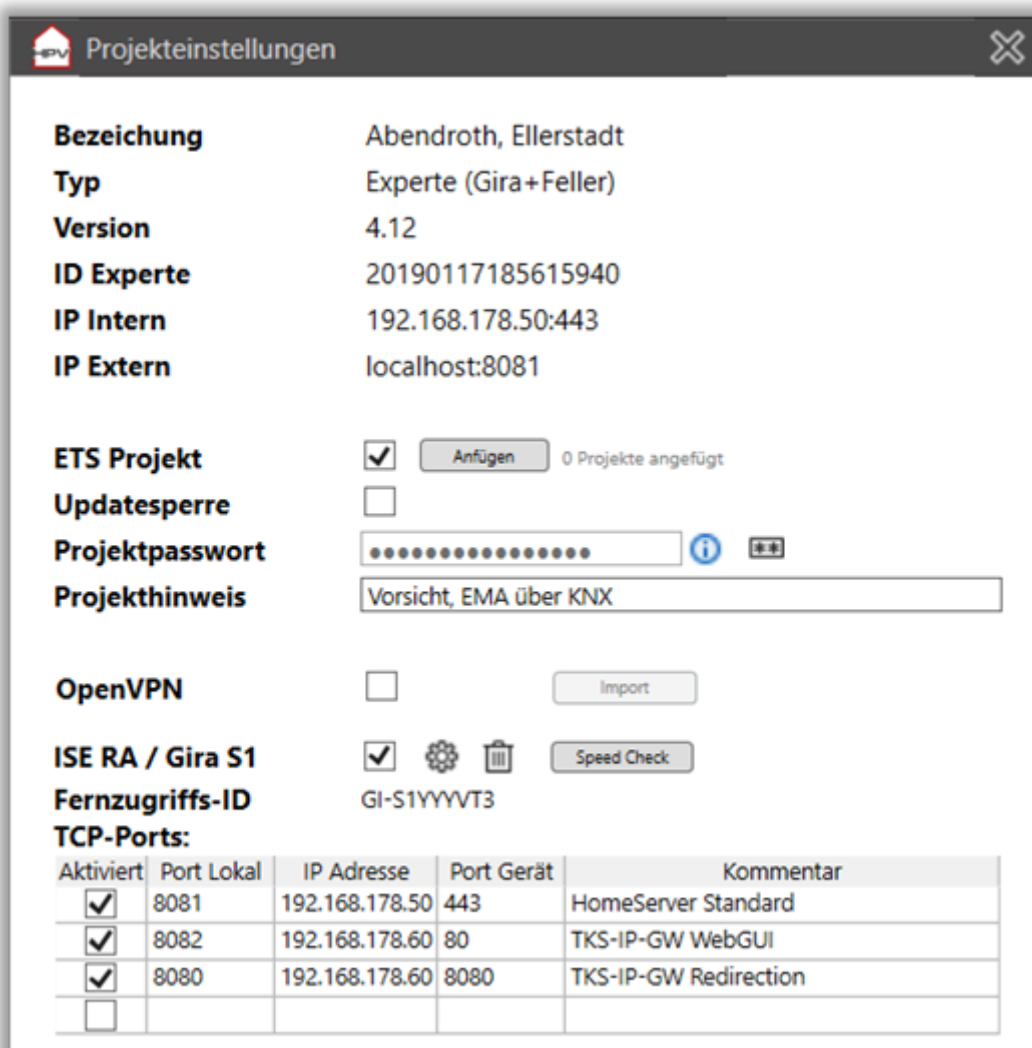 HPV Projekteinstellungen
Bezeichung Abendroth, Ellerstadt
Typ Experte (Gira+Feller)
Version 4.12
ID Experte 20190117185615940
IP Intern 192.168.178.50:443
IP Extern localhost:8081
ETS Projekt Anfügen 0 Projekte angefügt
Updatesperre
Projektpasswort ●●●●●●●●●●●●●●●● **
Projekthinweis Vorsicht, EMA über KNX
OpenVPN Import
ISE RA / Gira S1 Speed Check
Fernzugriffs-ID GI-S1YYYVT3
TCP-Ports:
Aktiviert Port Lokal IP Adresse Port Gerät Kommentar
8081 192.168.178.50 443 HomeServer Standard
8082 192.168.178.60 80 TKS-IP-GW WebGUI
8080 192.168.178.60 8080 TKS-IP-GW Redirection